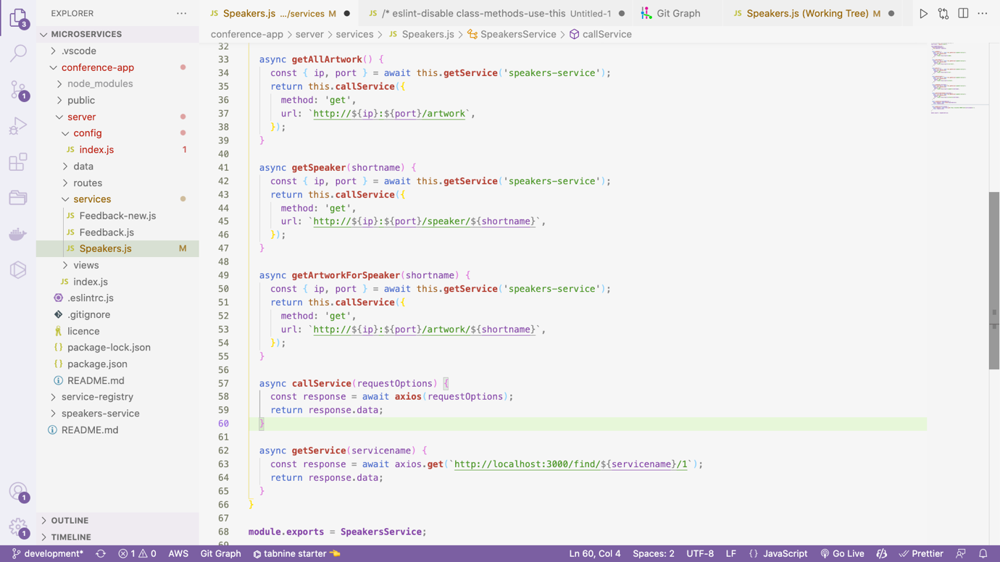 EXPLORER
MICROSERVICES
.vscode
conference-app
node_modules
public
server
config
JS index.js 1
data
routes
services
JS Feedback-new.js
JS Feedback.js
JS Speakers.js M
views
JS index.js
.eslintrc.js
.gitignore
licence
{} package-lock.json
{} package.json
README.md
service-registry
speakers-service
README.md
OUTLINE
TIMELINE
3
1
1
1
JS Speakers.js .../services M
JS /* eslint-disable class-methods-use-this Untitled-1
Git Graph
JS Speakers.js (Working Tree) M
conference-app > server > services > JS Speakers.js > SpeakersService > callService
32
33 async getAllArtwork() {
34 const { ip, port } = await this.getService('speakers-service');
35 return this.callService({
36 method: 'get',
37 url: `http://${ip}:${port}/artwork`,
38 });
39 }
40
41 async getSpeaker(shortname) {
42 const { ip, port } = await this.getService('speakers-service');
43 return this.callService({
44 method: 'get',
45 url: `http://${ip}:${port}/speaker/${shortname}`,
46 });
47 }
48
49 async getArtworkForSpeaker(shortname) {
50 const { ip, port } = await this.getService('speakers-service');
51 return this.callService({
52 method: 'get',
53 url: `http://${ip}:${port}/artwork/${shortname}`,
54 });
55 }
56
57 async callService(requestOptions) {
58 const response = await axios(requestOptions);
59 return response.data;
60 }
61
62 async getService(servicename) {
63 const response = await axios.get(`http://localhost:3000/find/${servicename}/1`);
64 return response.data;
65 }
66 }
67
68 module.exports = SpeakersService;
69
development* 1 0 AWS Git Graph tabnine starter Ln 60, Col 4 Spaces: 2 UTF-8 LF {} JavaScript Go Live Prettier